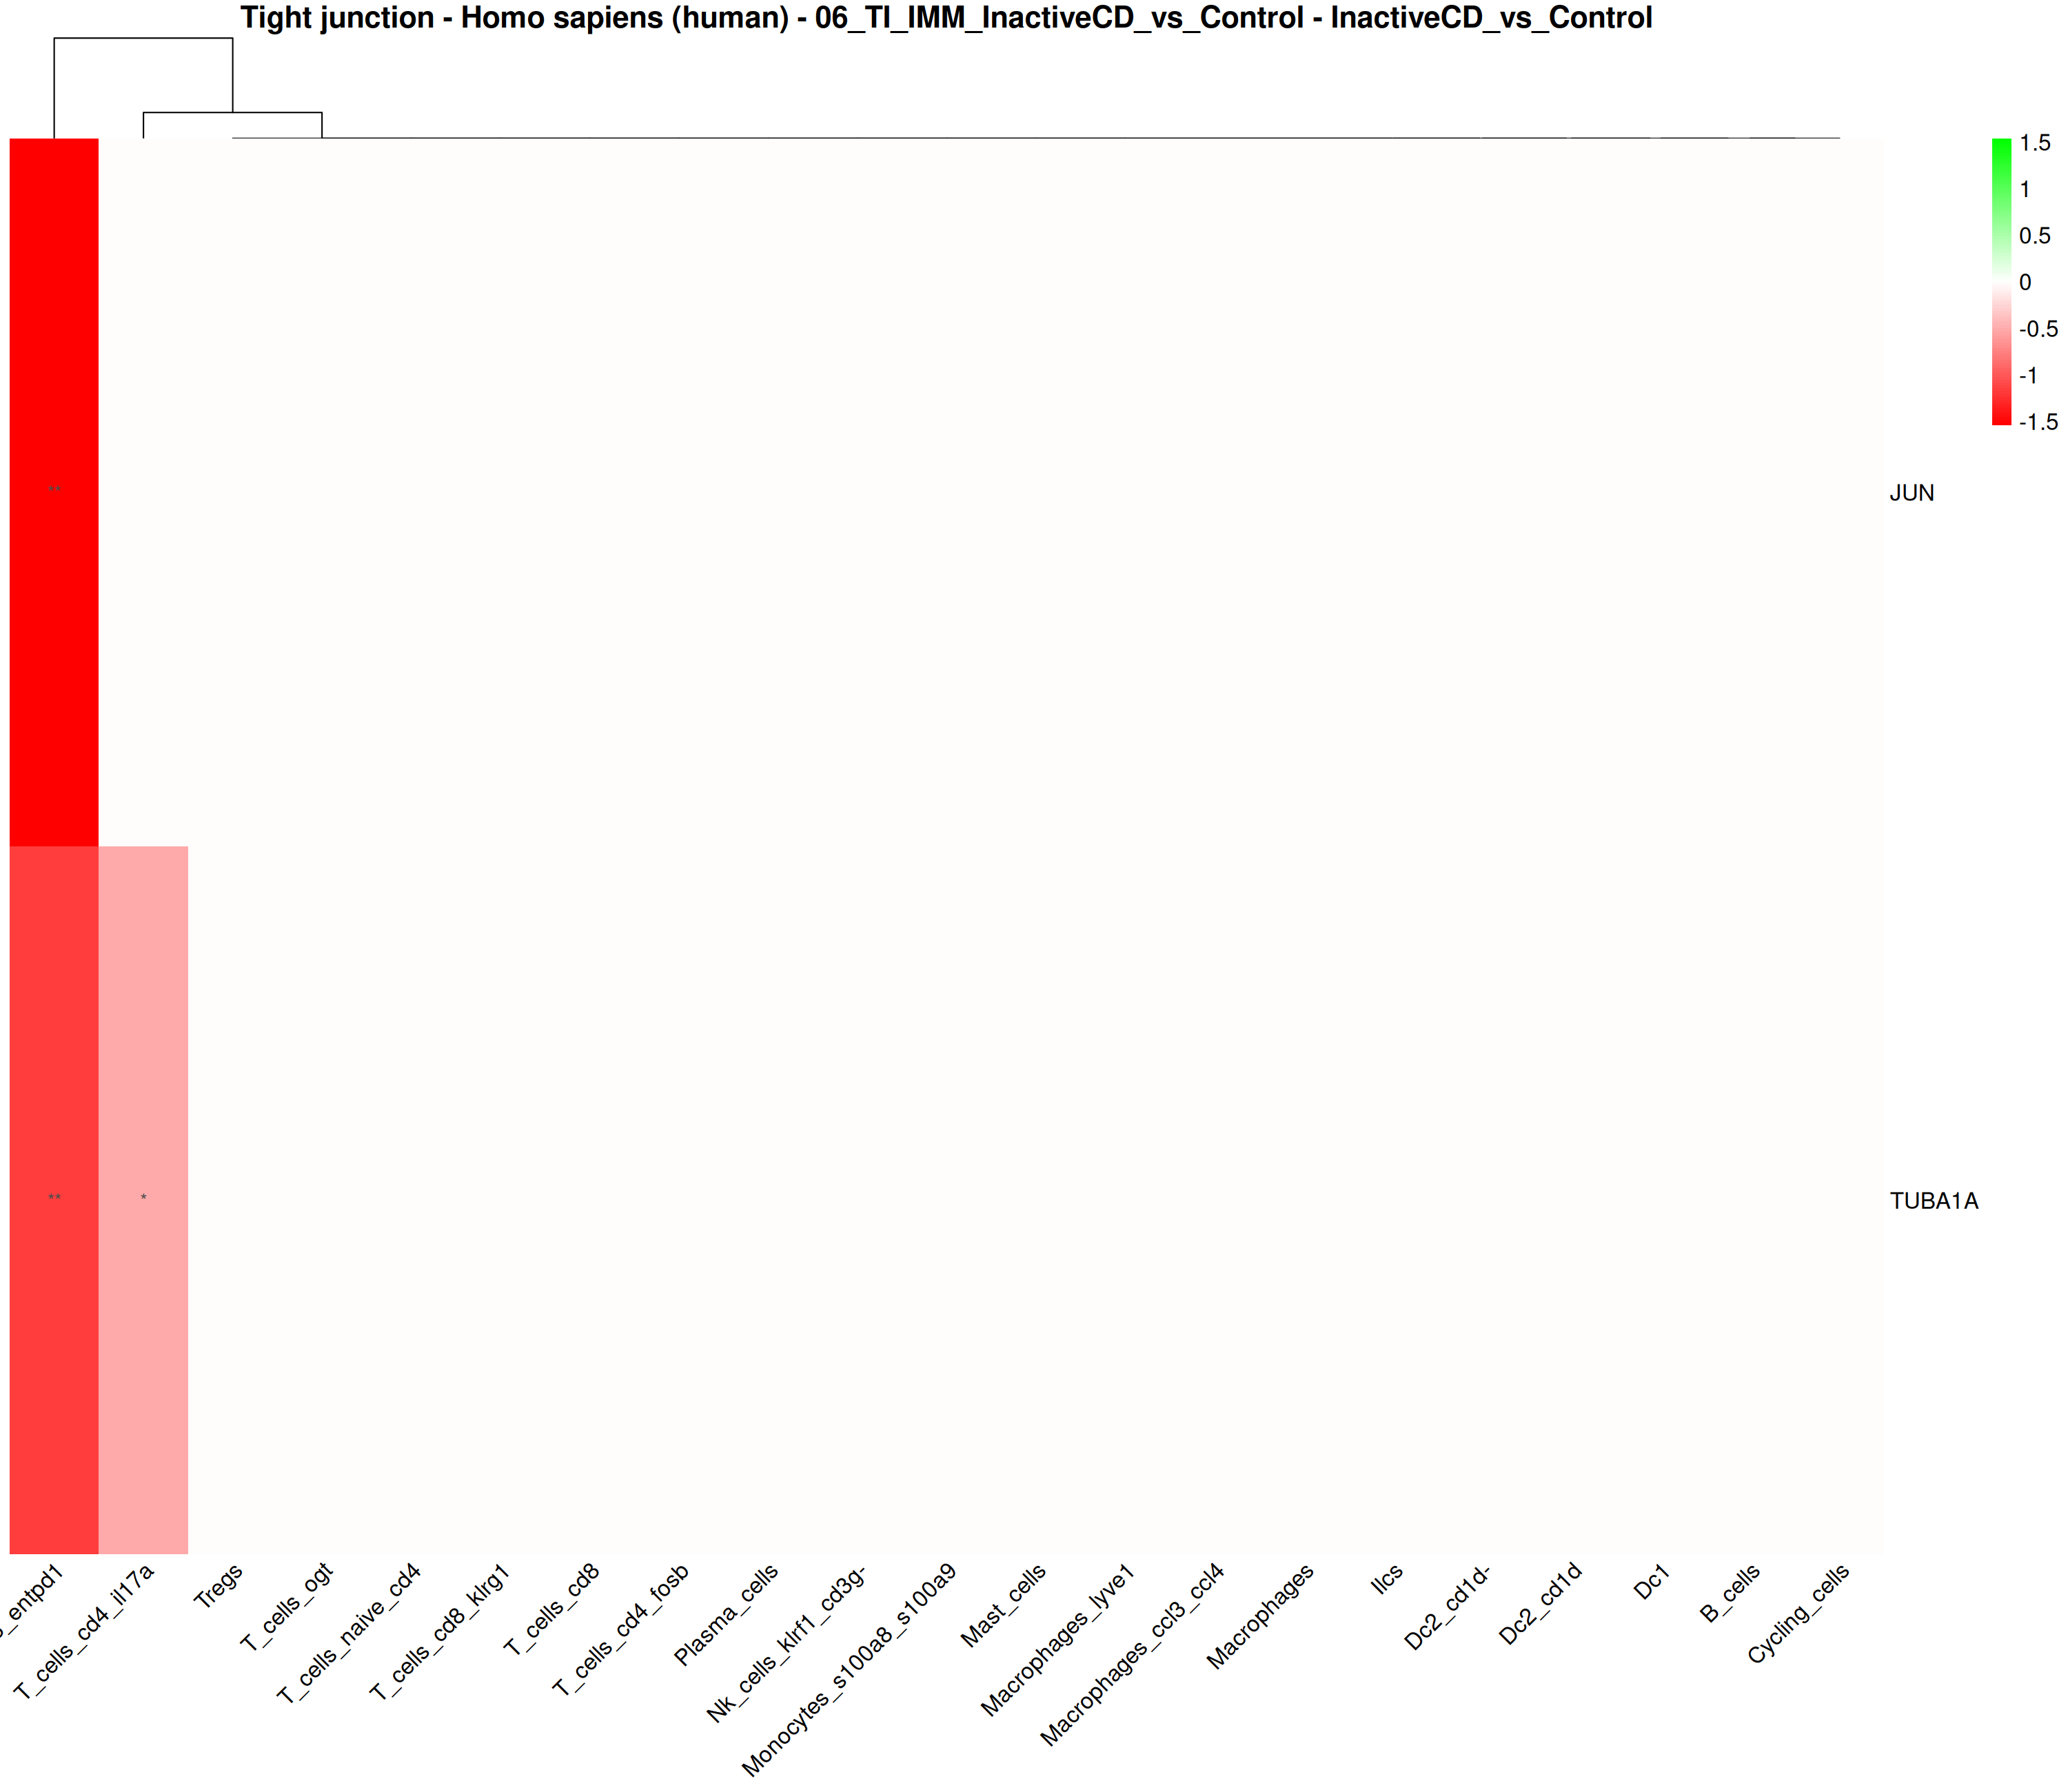 Tight junction - Homo sapiens (human) - 06_TI_IMM_InactiveCD_vs_Control - InactiveCD_vs_Control
1.5
1
0.5
0
-0.5
-1
-1.5
**
JUN
**
*
TUBA1A
_entpd1
T_cells_cd4_il17a
Tregs
T_cells_ogt
T_cells_naive_cd4
T_cells_cd8_klrg1
T_cells_cd8
T_cells_cd4_fosb
Plasma_cells
Nk_cells_klrf1_cd3g-
Monocytes_s100a8_s100a9
Mast_cells
Macrophages_lyve1
Macrophages_ccl3_ccl4
Macrophages
Ilcs
Dc2_cd1d-
Dc2_cd1d
Dc1
B_cells
Cycling_cells